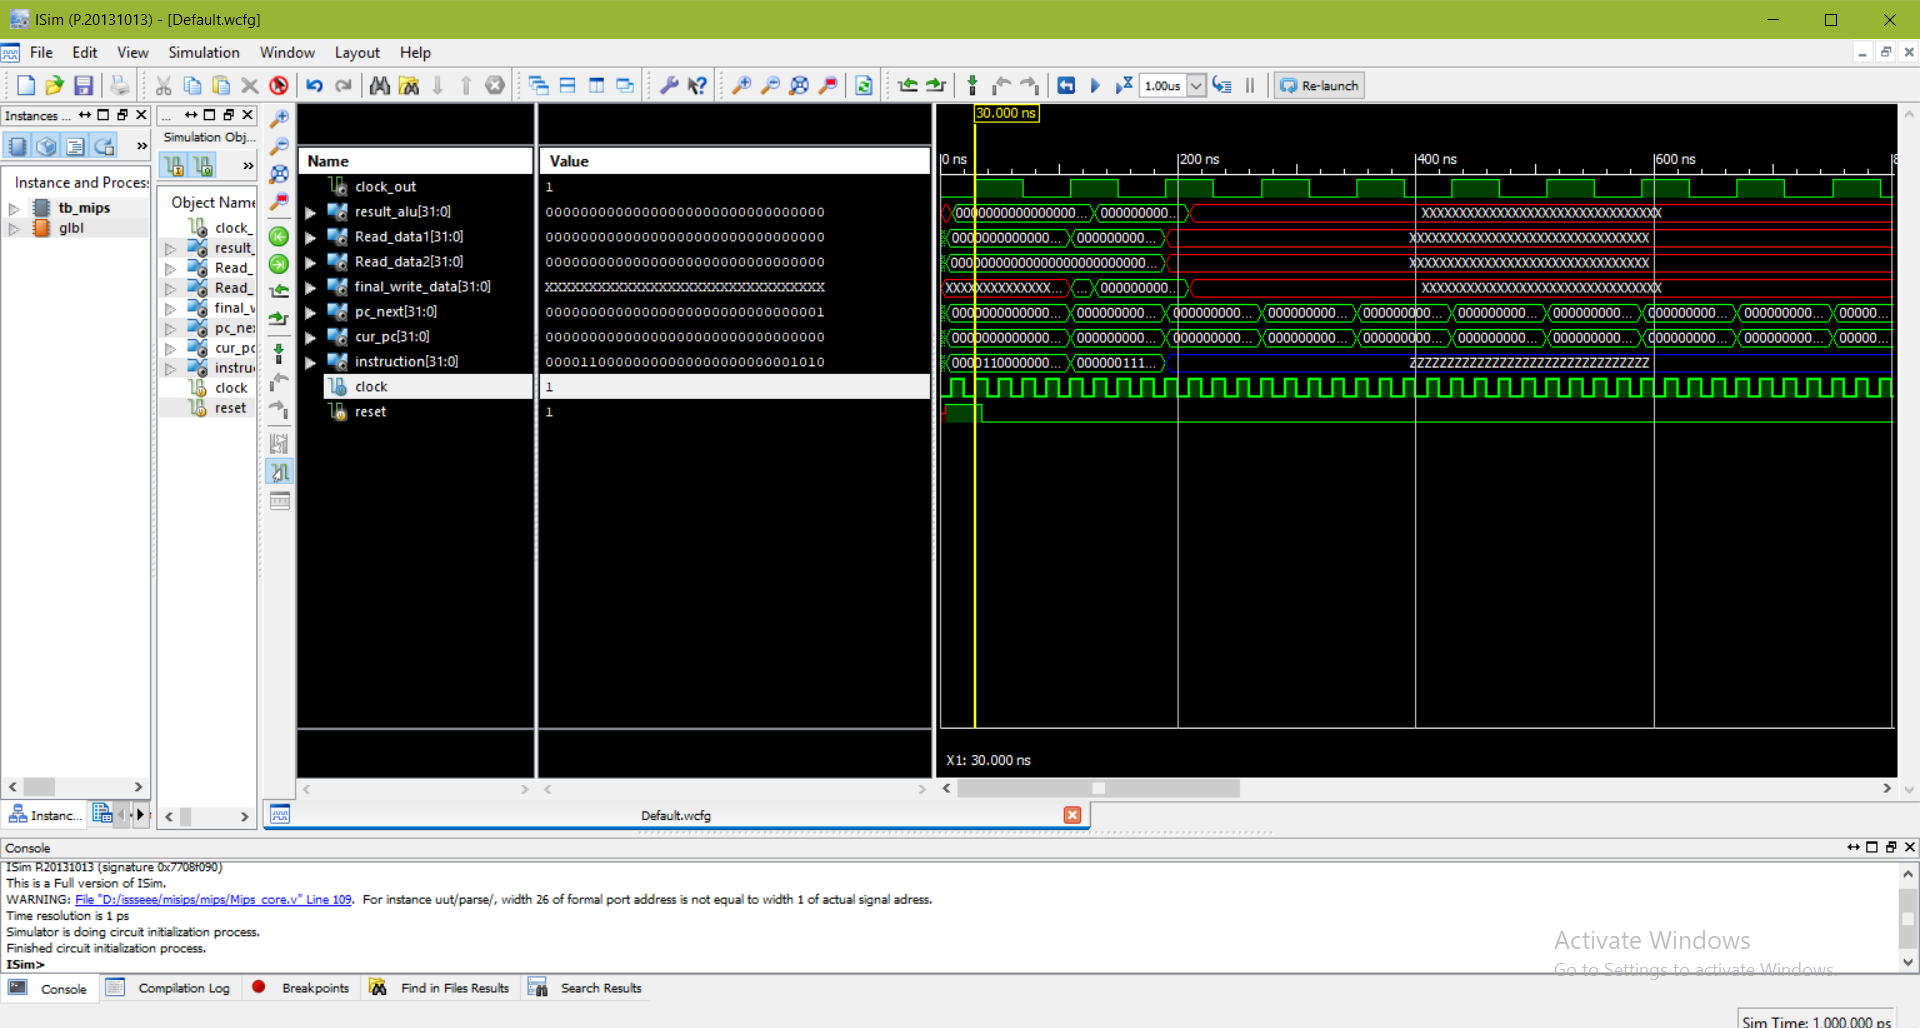 ISim (P.20131013) - [Default.wcfg]
File Edit View Simulation Window Layout Help
1.00us Re-launch
Instances ...
...
Simulation Obj...
Instance and Process
tb_mips
glbl
Object Name
clock_
result_
Read_
Read_
final_v
pc_ne
cur_pc
instru
clock
reset
Name Value
clock_out 1
result_alu[31:0] 00000000000000000000000000000000
Read_data1[31:0] 00000000000000000000000000000000
Read_data2[31:0] 00000000000000000000000000000000
final_write_data[31:0] XXXXXXXXXXXXXXXXXXXXXXXXXXXXXXXX
pc_next[31:0] 00000000000000000000000000000001
cur_pc[31:0] 00000000000000000000000000000000
instruction[31:0] 00001100000000000000000000001010
clock 1
reset 1
30.000 ns
0 ns 200 ns 400 ns 600 ns
0000000000000000... 000000000... XXXXXXXXXXXXXXXXXXXXXXXXXXXXXXXX
0000000000000... 000000000... XXXXXXXXXXXXXXXXXXXXXXXXXXXXXXXX
00000000000000000000000000... XXXXXXXXXXXXXXXXXXXXXXXXXXXXXXXX
XXXXXXXXXXXXXX... ... 000000000... XXXXXXXXXXXXXXXXXXXXXXXXXXXXXXXX
0000000000000... 000000000... 000000000... 000000000... 000000000... 000000000... 000000000... 000000000... 000000000... 00000...
0000000000000... 000000000... 000000000... 000000000... 000000000... 000000000... 000000000... 000000000... 000000000... 00000...
0000110000000... 000000111... ZZZZZZZZZZZZZZZZZZZZZZZZZZZZZZZZ
X1: 30.000 ns
Instanc...
Default.wcfg
Console
ISim P.20131013 (signature 0x7708f090)
This is a Full version of ISim.
WARNING: File "D:/issseee/misips/mips/Mips_core.v" Line 109. For instance uut/parse/, width 26 of formal port address is not equal to width 1 of actual signal adress.
Time resolution is 1 ps
Simulator is doing circuit initialization process.
Finished circuit initialization process.
ISim>
Activate Windows
Go to Settings to activate Windows.
Console Compilation Log Breakpoints Find in Files Results Search Results
Sim Time: 1,000,000 ps